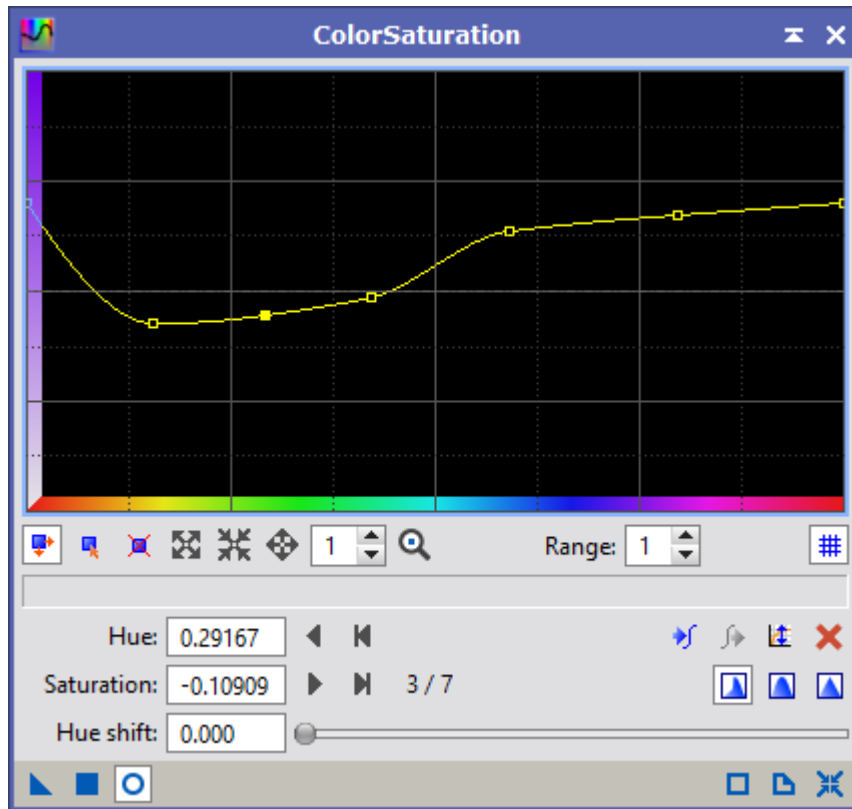 ColorSaturation
1 Range: 1
Hue: 0.29167
Saturation: -0.10909 3 / 7
Hue shift: 0.000